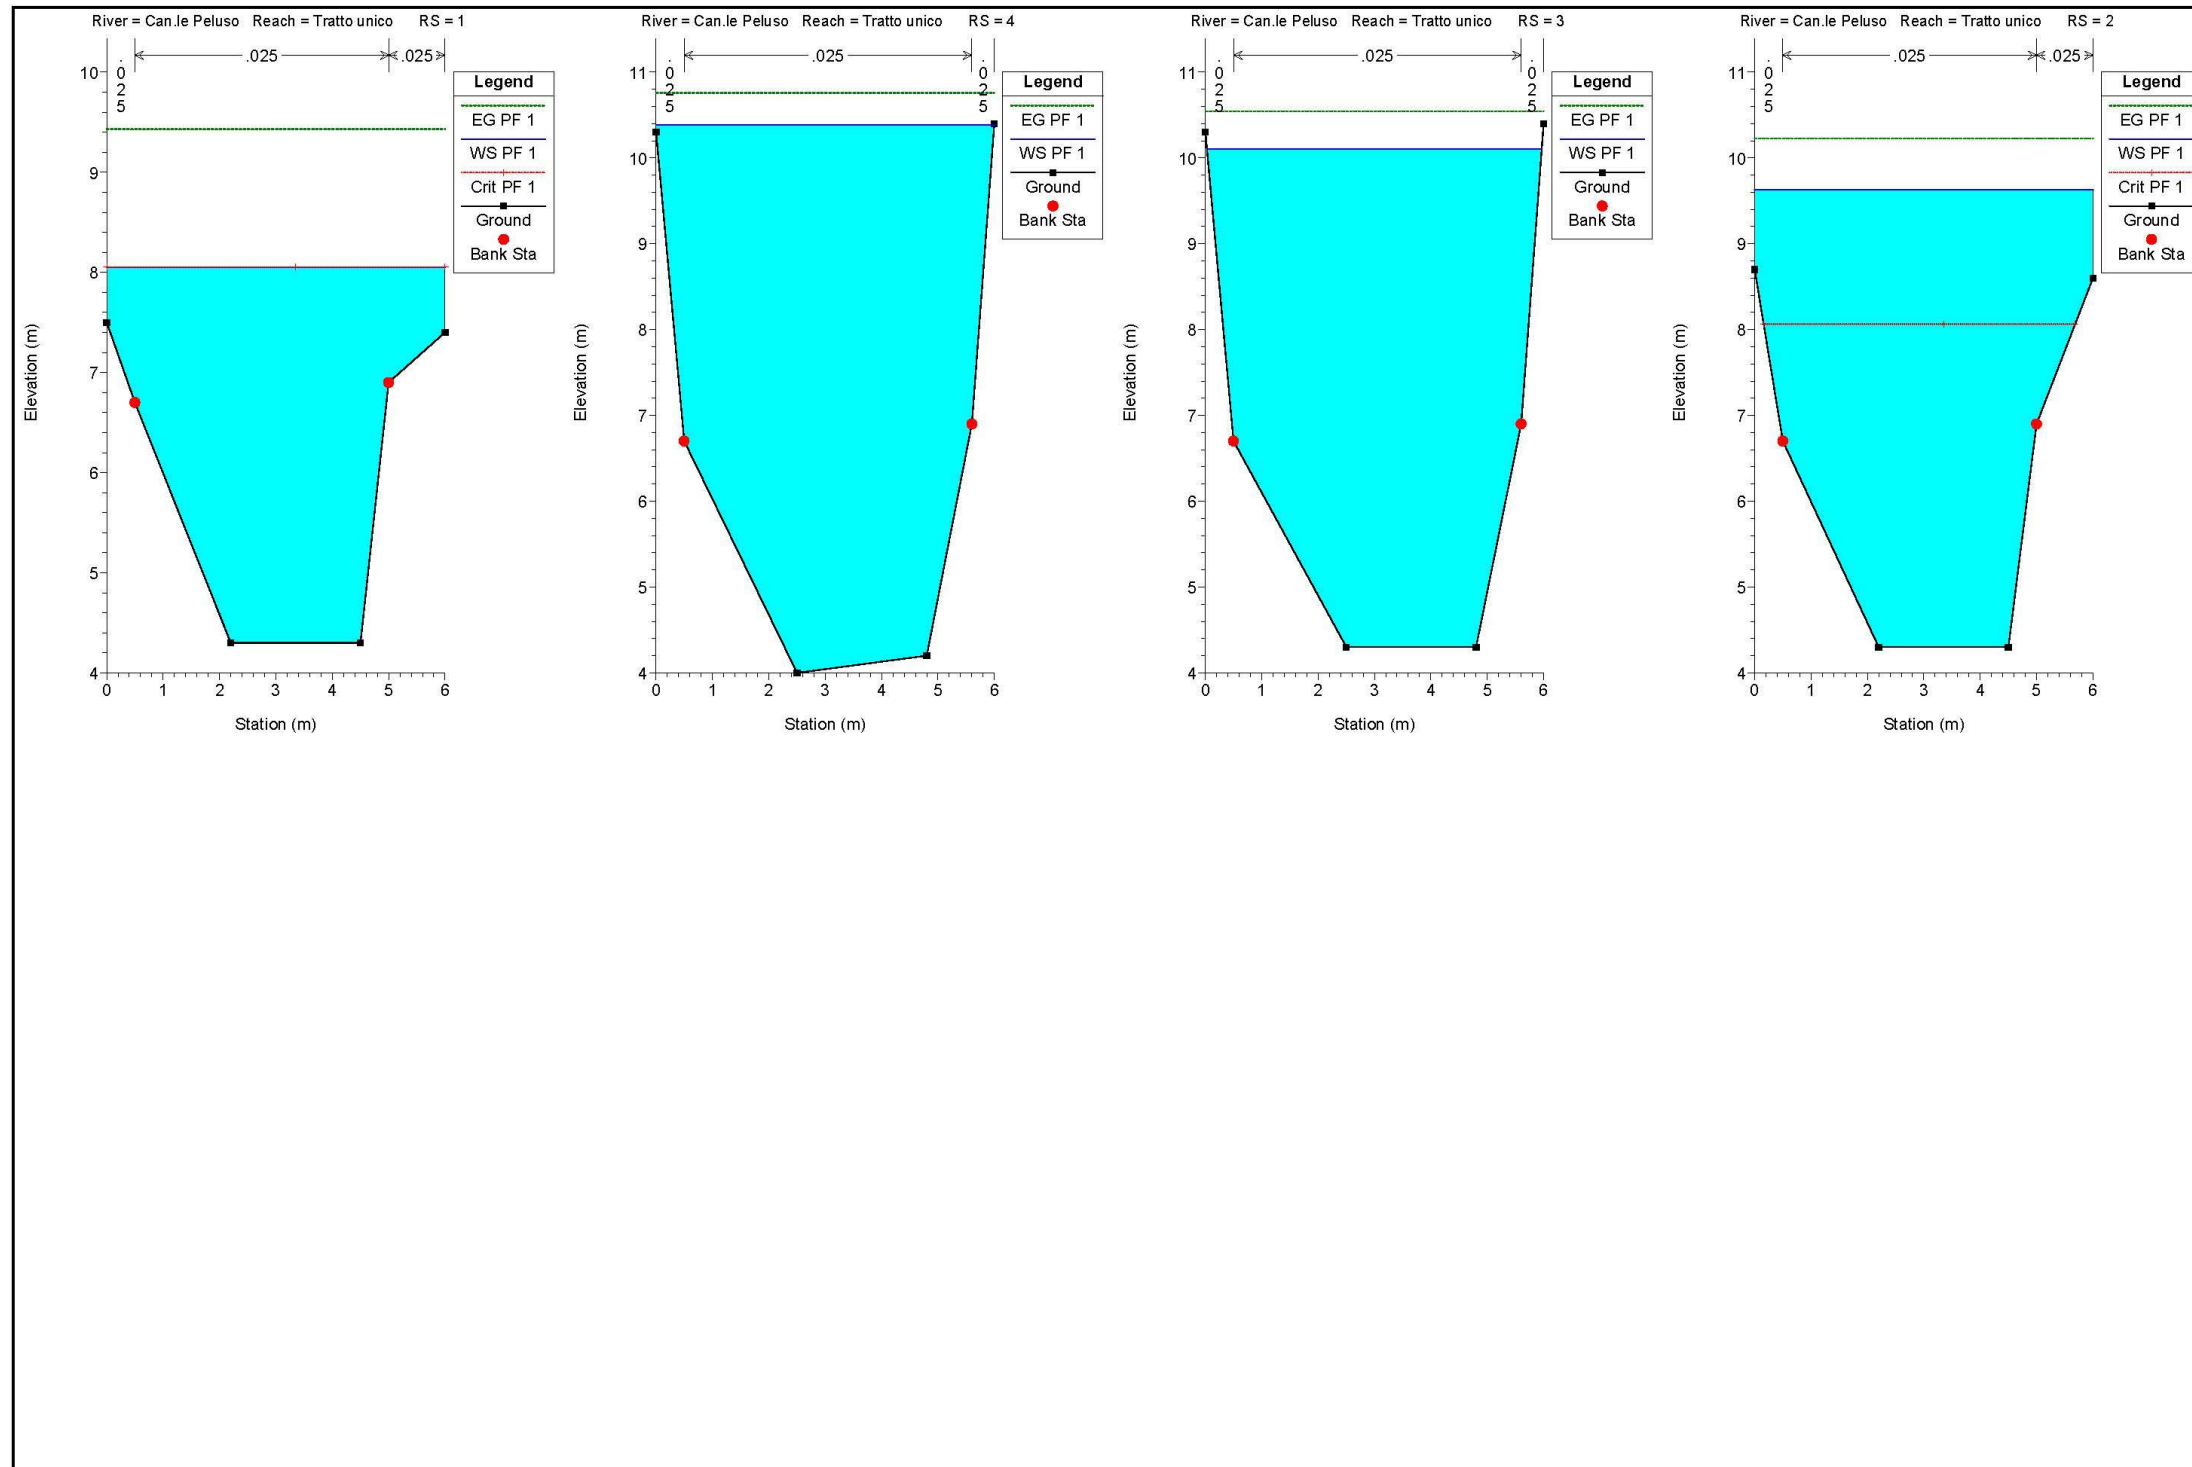 River = Can.le Peluso Reach = Tratto unico RS = 1
.025
.025
.025
10
9
8
7
6
5
4
0 1 2 3 4 5 6
Elevation (m)
Station (m)
Legend
EG PF 1
WS PF 1
Crit PF 1
Ground
Bank Sta
River = Can.le Peluso Reach = Tratto unico RS = 4
.025
.025
.025
11
10
9
8
7
6
5
4
0 1 2 3 4 5 6
Elevation (m)
Station (m)
Legend
EG PF 1
WS PF 1
Ground
Bank Sta
River = Can.le Peluso Reach = Tratto unico RS = 3
.025
.025
.025
11
10
9
8
7
6
5
4
0 1 2 3 4 5 6
Elevation (m)
Station (m)
Legend
EG PF 1
WS PF 1
Ground
Bank Sta
River = Can.le Peluso Reach = Tratto unico RS = 2
.025
.025
.025
11
10
9
8
7
6
5
4
0 1 2 3 4 5 6
Elevation (m)
Station (m)
Legend
EG PF 1
WS PF 1
Crit PF 1
Ground
Bank Sta